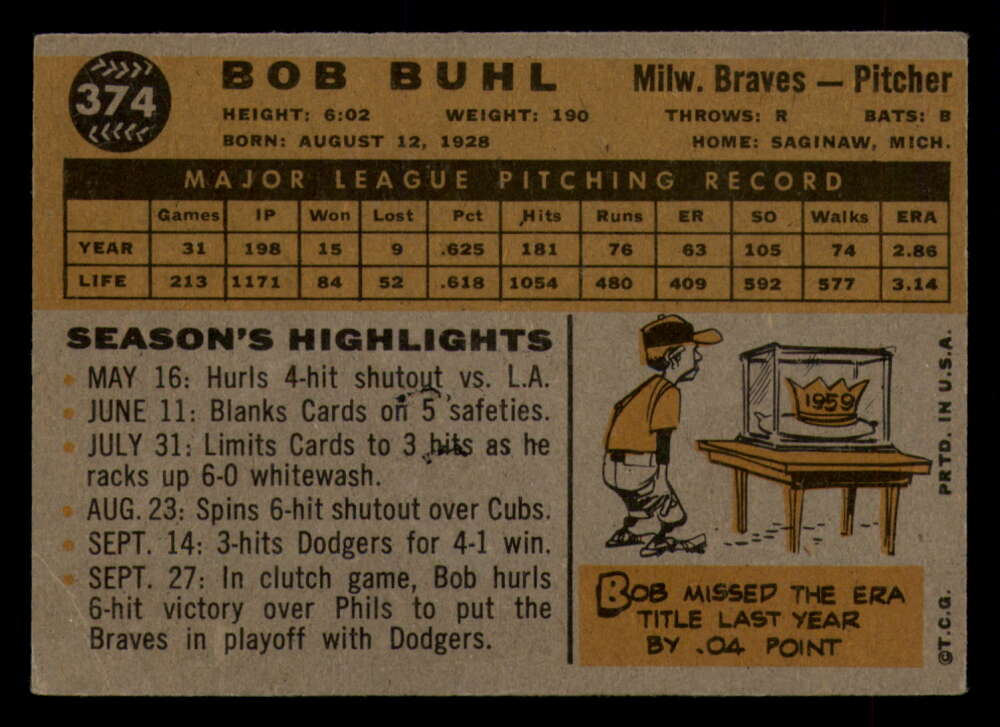 374
BOB BUHL
Milw. Braves — Pitcher
HEIGHT: 6:02 WEIGHT: 190 THROWS: R BATS: B
BORN: AUGUST 12, 1928 HOME: SAGINAW, MICH.
MAJOR LEAGUE PITCHING RECORD
Games IP Won Lost Pct Hits Runs ER SO Walks ERA
YEAR 31 198 15 9 .625 181 76 63 105 74 2.86
LIFE 213 1171 84 52 .618 1054 480 409 592 577 3.14
SEASON'S HIGHLIGHTS
• MAY 16: Hurls 4-hit shutout vs. L.A.
• JUNE 11: Blanks Cards on 5 safeties.
• JULY 31: Limits Cards to 3 hits as he
racks up 6-0 whitewash.
• AUG. 23: Spins 6-hit shutout over Cubs.
• SEPT. 14: 3-hits Dodgers for 4-1 win.
• SEPT. 27: In clutch game, Bob hurls
6-hit victory over Phils to put the
Braves in playoff with Dodgers.
1959
BOB MISSED THE ERA
TITLE LAST YEAR
BY .04 POINT
©T.C.G. PRTD. IN U.S.A.